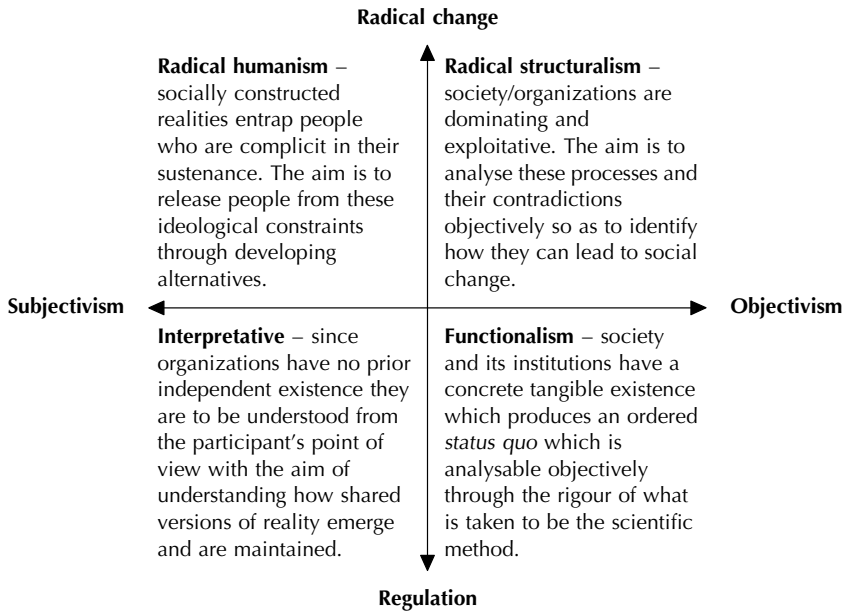 Radical change
Radical humanism –
socially constructed
realities entrap people
who are complicit in their
sustenance. The aim is to
release people from these
ideological constraints
through developing
alternatives.
Radical structuralism –
society/organizations are
dominating and
exploitative. The aim is to
analyse these processes and
their contradictions
objectively so as to identify
how they can lead to social
change.
Subjectivism
Objectivism
Interpretative – since
organizations have no prior
independent existence they
are to be understood from
the participant's point of
view with the aim of
understanding how shared
versions of reality emerge
and are maintained.
Functionalism – society
and its institutions have a
concrete tangible existence
which produces an ordered
status quo which is
analysable objectively
through the rigour of what
is taken to be the scientific
method.
Regulation